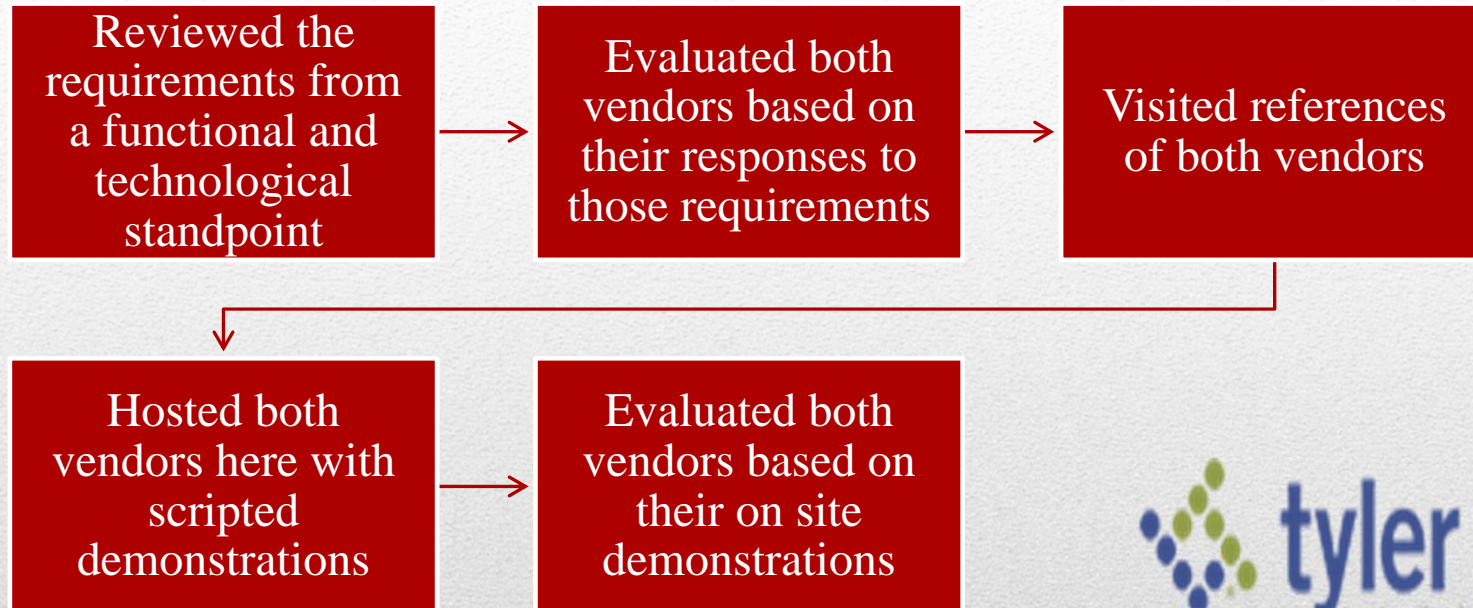 Reviewed the
requirements from
a functional and
technological
standpoint
Evaluated both
vendors based on
their responses to
those requirements
Visited references
of both vendors
Hosted both
vendors here with
scripted
demonstrations
Evaluated both
vendors based on
their on site
demonstrations
tyler